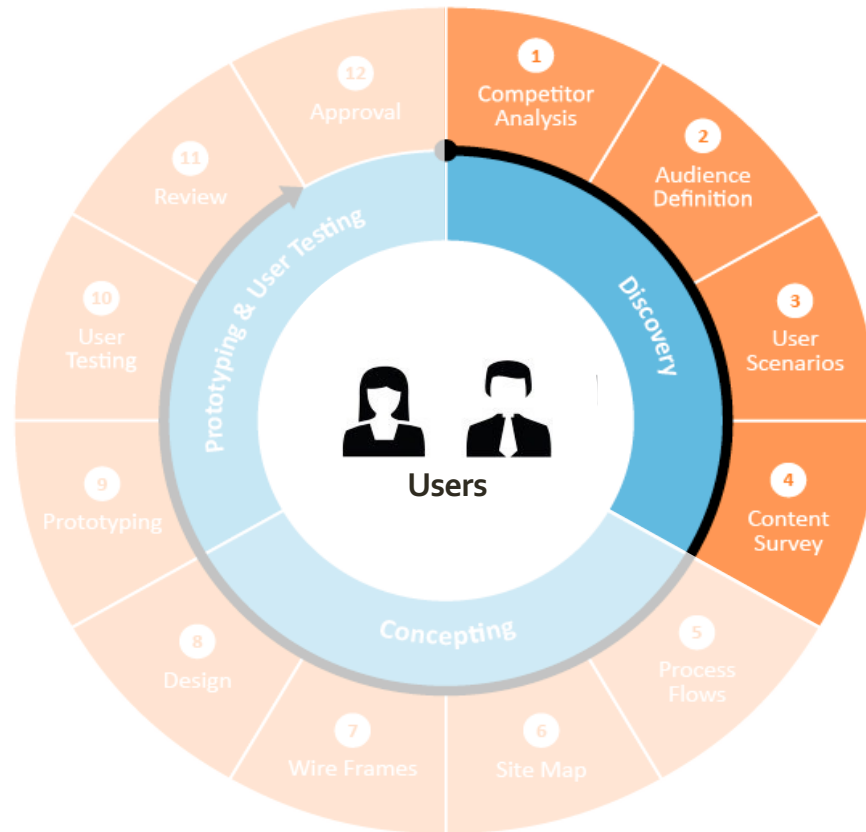 1
Competitor
Analysis
2
Audience
Definition
3
User
Scenarios
4
Content
Survey
5
Process
Flows
6
Site Map
7
Wire Frames
8
Design
9
Prototyping
10
User
Testing
11
Review
12
Approval
Discovery
Concepting
Prototyping & User Testing
Users